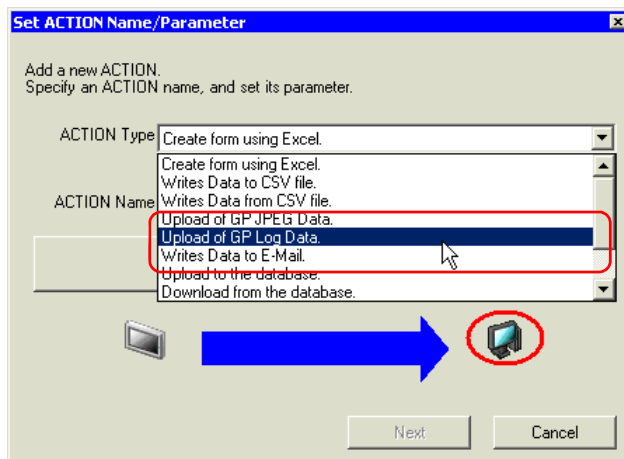 Set ACTION Name/Parameter
Add a new ACTION.
Specify an ACTION name, and set its parameter.
ACTION Type
Create form using Excel.
Create form using Excel.
Writes Data to CSV file.
ACTION Name
Writes Data from CSV file.
Upload of GP JPEG Data.
Upload of GP Log Data.
Writes Data to E-Mail.
Upload to the database.
Download from the database.
Next
Cancel